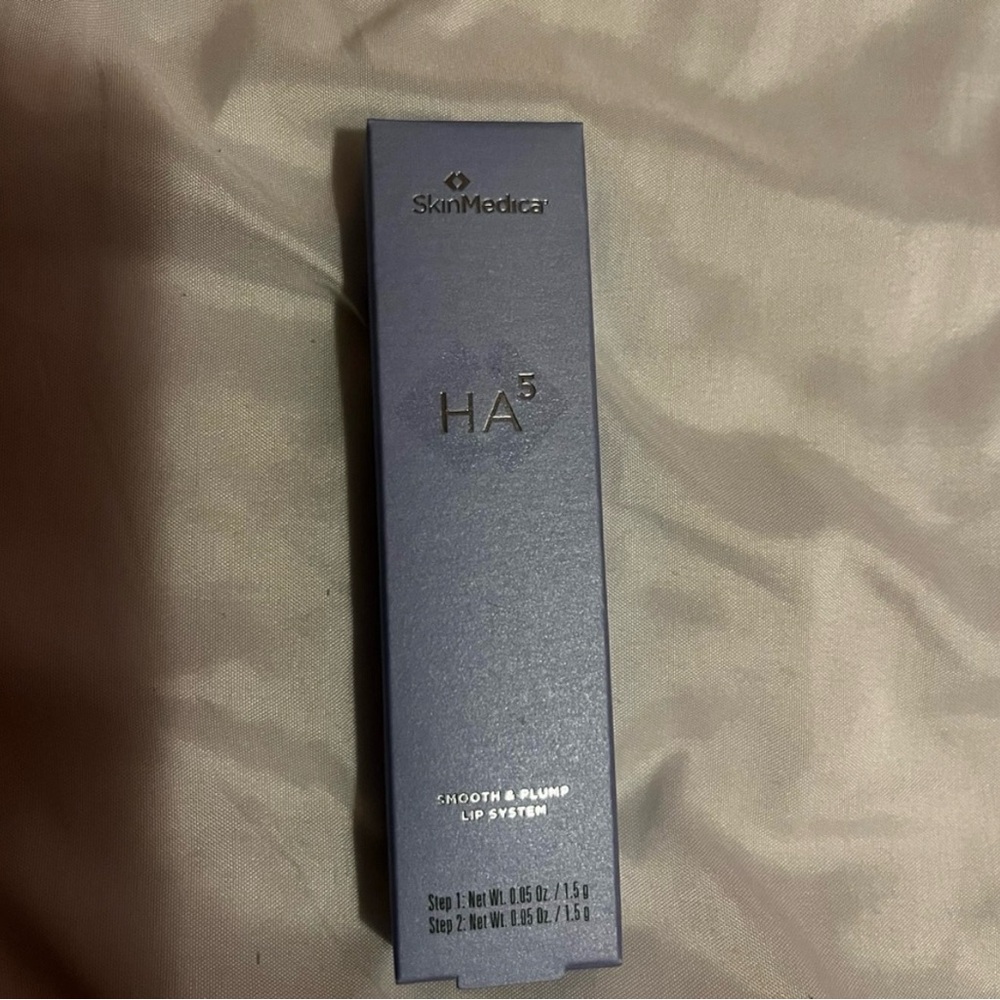 SkinMedica
HA⁵
SMOOTH & PLUMP
LIP SYSTEM
Step 1: Net Wt. 0.05 Oz. / 1.5 g
Step 2: Net Wt. 0.05 Oz. / 1.5 g